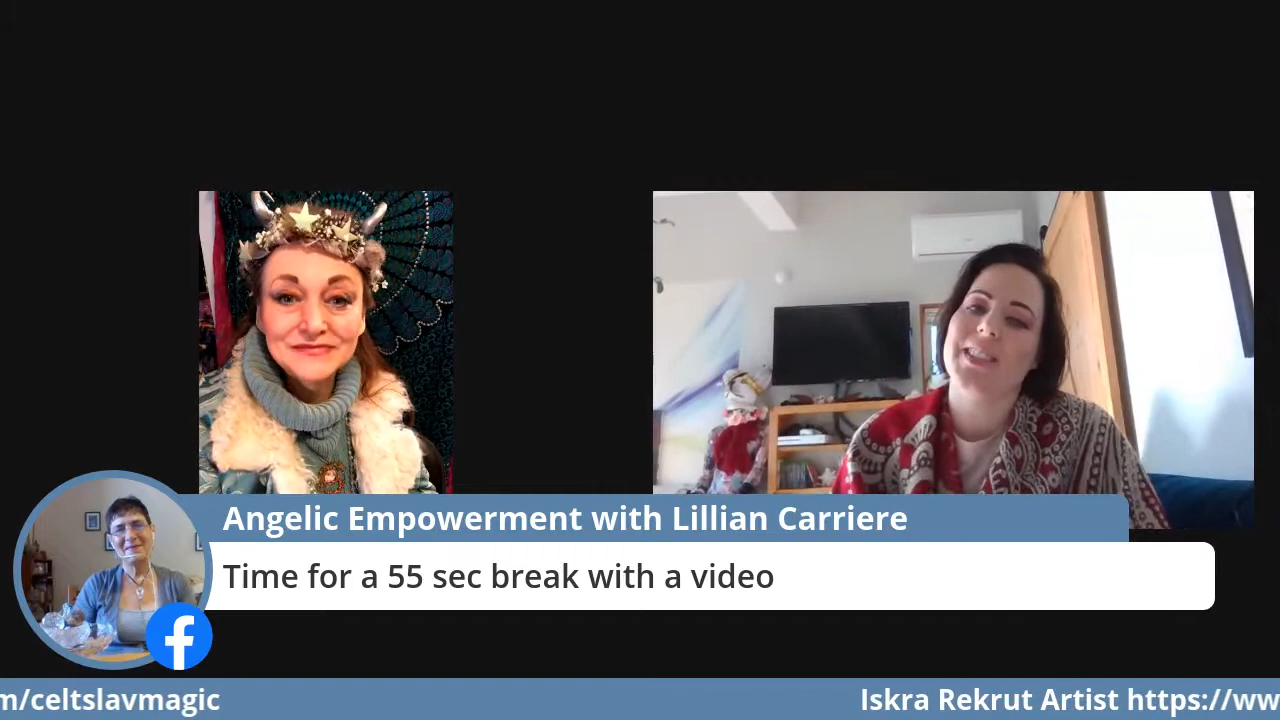 Angelic Empowerment with Lillian Carriere
Time for a 55 sec break with a video
m/celtslavmagic
Iskra Rekrut Artist https://ww